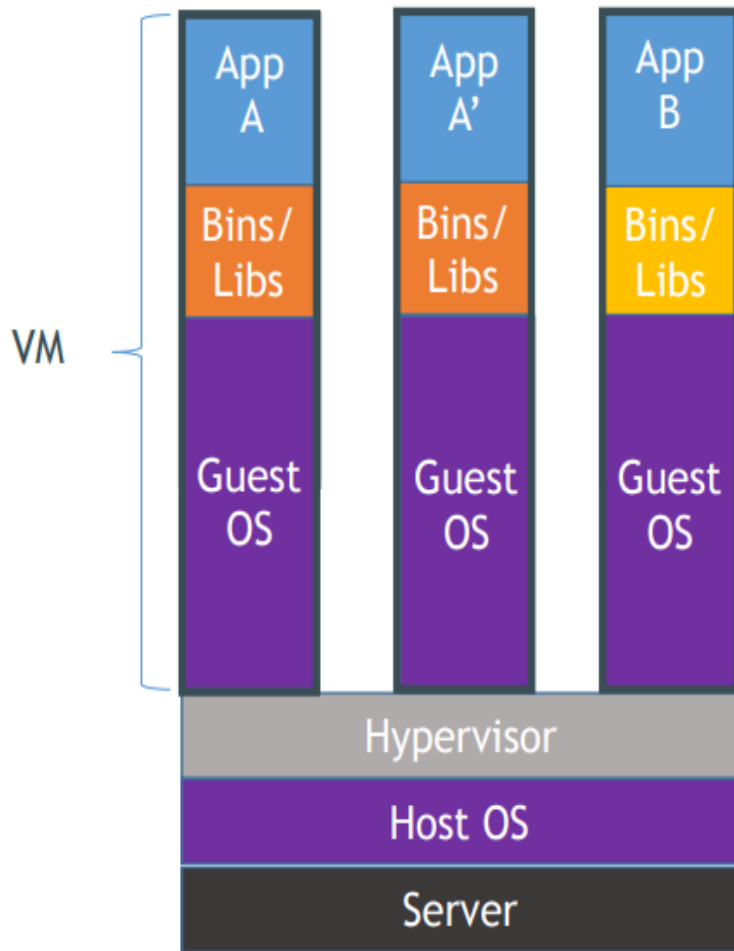 App
A
App
A’
App
B
Bins/
Libs
Bins/
Libs
Bins/
Libs
VM
Guest
OS
Guest
OS
Guest
OS
Hypervisor
Host OS
Server